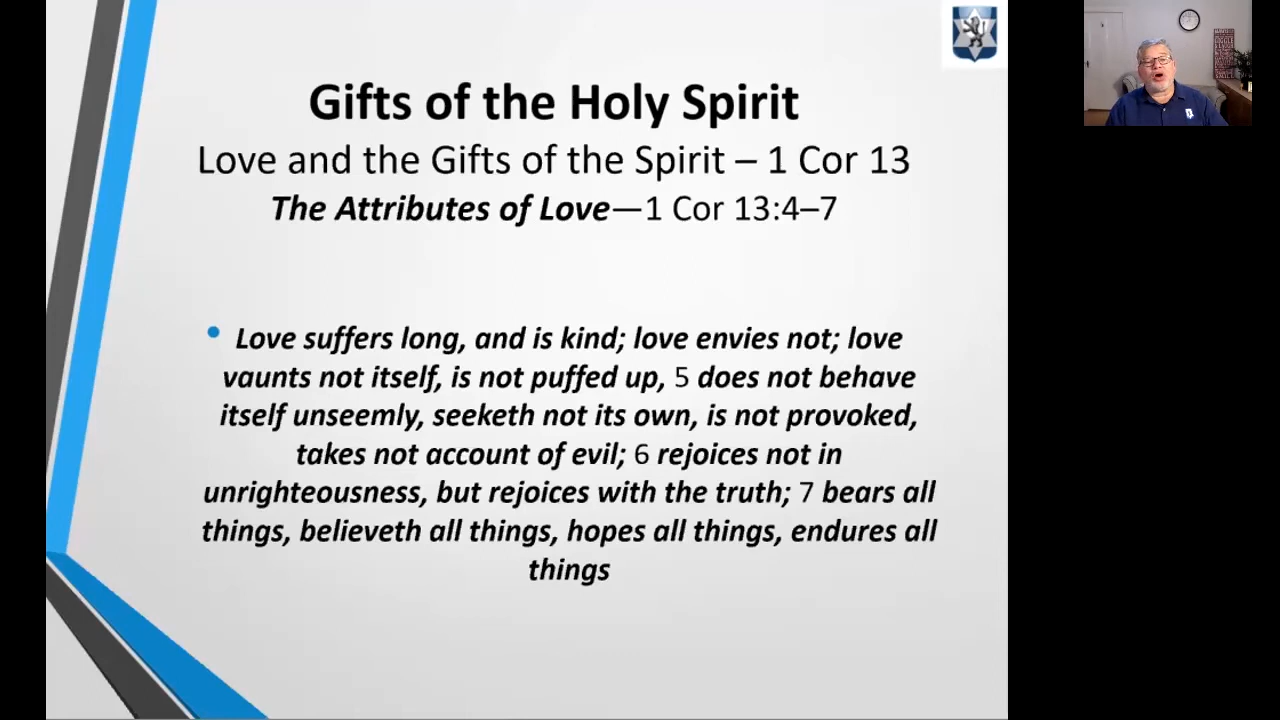 Gifts of the Holy Spirit
Love and the Gifts of the Spirit – 1 Cor 13
The Attributes of Love—1 Cor 13:4–7
• Love suffers long, and is kind; love envies not; love
vaunts not itself, is not puffed up, 5 does not behave
itself unseemly, seeketh not its own, is not provoked,
takes not account of evil; 6 rejoices not in
unrighteousness, but rejoices with the truth; 7 bears all
things, believeth all things, hopes all things, endures all
things